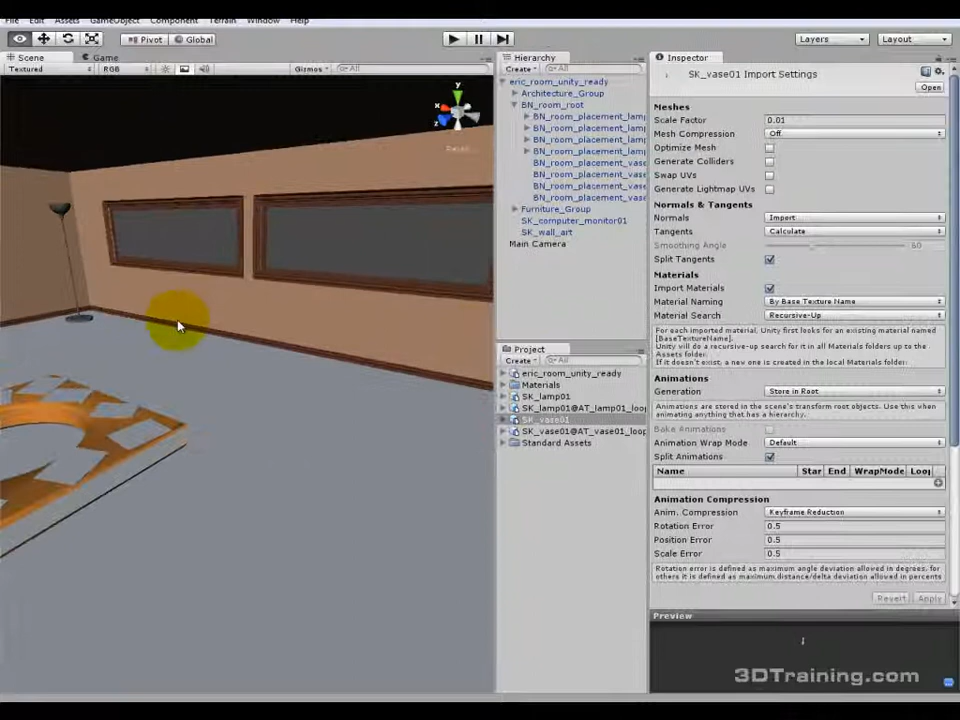 File Edit Assets GameObject Component Terrain Window Help
Pivot Global Layers Layout
Scene Game
Textured RGB Gizmos All
y
x
z
Persp
Hierarchy
Create All
eric_room_unity_ready
Architecture_Group
BN_room_root
BN_room_placement_lamp
BN_room_placement_lamp
BN_room_placement_lamp
BN_room_placement_lamp
BN_room_placement_vase
BN_room_placement_vase
BN_room_placement_vase
BN_room_placement_vase
Furniture_Group
SK_computer_monitor01
SK_wall_art
Main Camera
Project
Create All
eric_room_unity_ready
Materials
SK_lamp01
SK_lamp01@AT_lamp01_loop
SK_vase01
SK_vase01@AT_vase01_loop
Standard Assets
Inspector
SK_vase01 Import Settings
Open
Meshes
Scale Factor 0.01
Mesh Compression Off
Optimize Mesh
Generate Colliders
Swap UVs
Generate Lightmap UVs
Normals & Tangents
Normals Import
Tangents Calculate
Smoothing Angle 60
Split Tangents
Materials
Import Materials
Material Naming By Base Texture Name
Material Search Recursive-Up
For each imported material, Unity first looks for an existing material named
[BaseTextureName].
Unity will do a recursive-up search for it in all Materials folders up to the
Assets folder.
If it doesn't exist, a new one is created in the local Materials folder.
Animations
Generation Store in Root
Animations are stored in the scene's transform root objects. Use this when
animating anything that has a hierarchy.
Bake Animations
Animation Wrap Mode Default
Split Animations
Name Star End WrapMode Loop
Animation Compression
Anim. Compression Keyframe Reduction
Rotation Error 0.5
Position Error 0.5
Scale Error 0.5
Rotation error is defined as maximum angle deviation allowed in degrees, for
others it is defined as maximum distance/delta deviation allowed in percents
Revert Apply
Preview
3DTraining.com